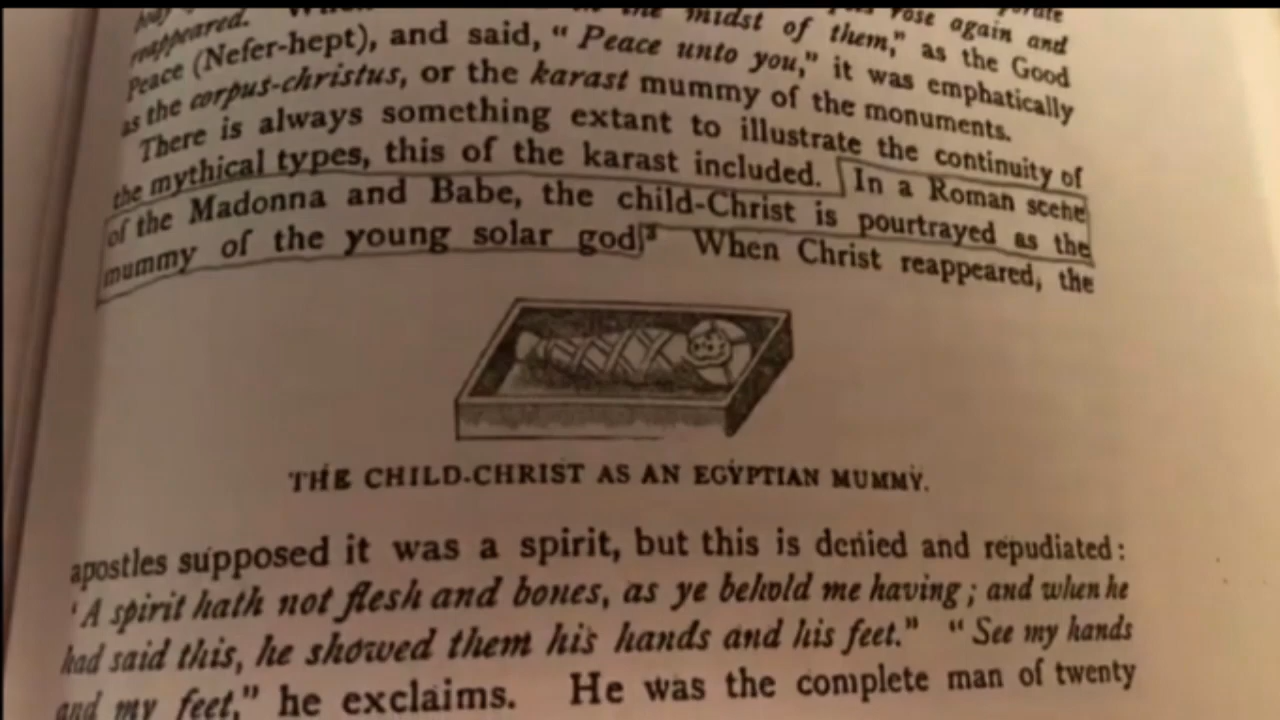 rose again and
reappeared. the midst of them," as the Good
Peace (Nefer-hept), and said, "Peace unto you," it was emphatically
as the corpus-christus, or the karast mummy of the monuments.
There is always something extant to illustrate the continuity of
the mythical types, this of the karast included. In a Roman scene
of the Madonna and Babe, the child-Christ is pourtrayed as the
mummy of the young solar god. When Christ reappeared, the
THE CHILD-CHRIST AS AN EGYPTIAN MUMMY.
apostles supposed it was a spirit, but this is denied and repudiated:
"A spirit hath not flesh and bones, as ye behold me having; and when he
had said this, he showed them his hands and his feet." "See my hands
and my feet," he exclaims. He was the complete man of twenty